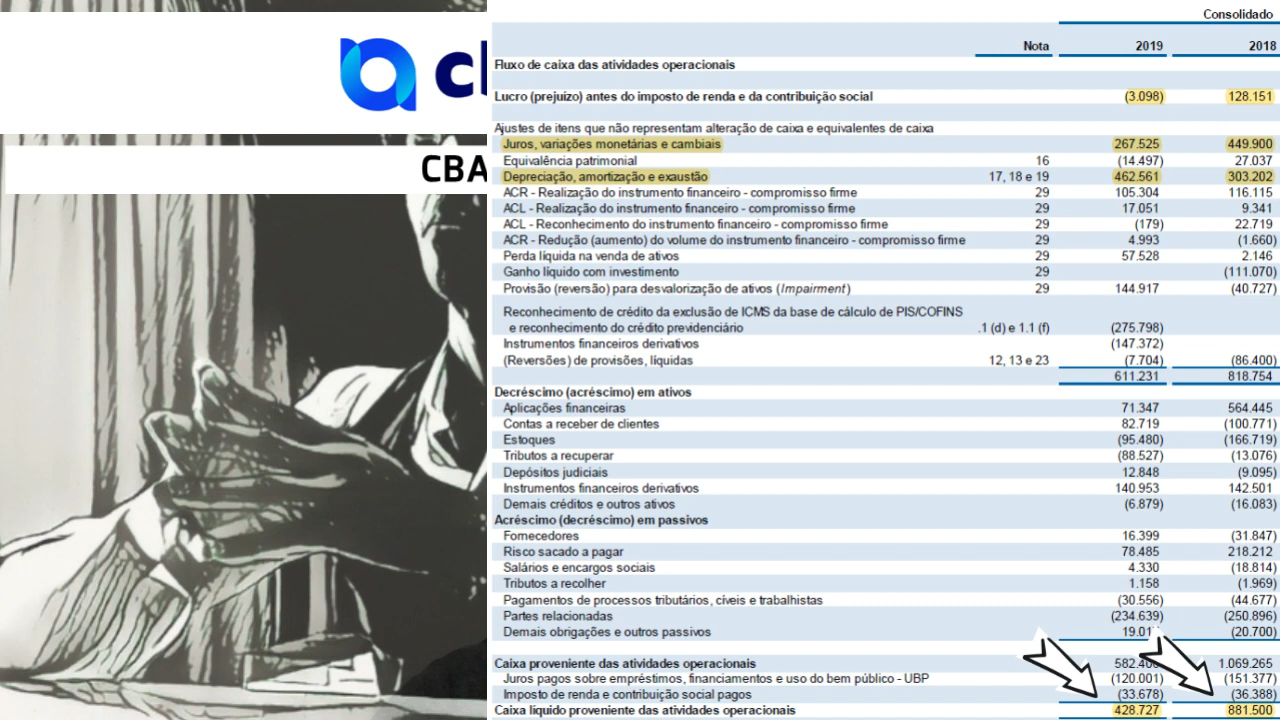 CBA
Consolidado
Nota 2019 2018
Fluxo de caixa das atividades operacionais
Lucro (prejuízo) antes do imposto de renda e da contribuição social (3.098) 128.151
Ajustes de itens que não representam alteração de caixa e equivalentes de caixa
Juros, variações monetárias e cambiais 267.525 449.900
Equivalência patrimonial 16 (14.497) 27.037
Depreciação, amortização e exaustão 17, 18 e 19 462.561 303.202
ACR - Realização do instrumento financeiro - compromisso firme 29 105.304 116.115
ACL - Realização do instrumento financeiro - compromisso firme 29 17.051 9.341
ACL - Reconhecimento do instrumento financeiro - compromisso firme 29 (179) 22.719
ACR - Redução (aumento) do volume do instrumento financeiro - compromisso firme 29 4.993 (1.660)
Perda líquida na venda de ativos 29 57.528 2.146
Ganho líquido com investimento 29 (111.070)
Provisão (reversão) para desvalorização de ativos (Impairment) 29 144.917 (40.727)
Reconhecimento de crédito da exclusão de ICMS da base de cálculo de PIS/COFINS
e reconhecimento do crédito previdenciário .1 (d) e 1.1 (f) (275.798)
Instrumentos financeiros derivativos (147.372)
(Reversões) de provisões, líquidas 12, 13 e 23 (7.704) (86.400)
611.231 818.754
Decréscimo (acréscimo) em ativos
Aplicações financeiras 71.347 564.445
Contas a receber de clientes 82.719 (100.771)
Estoques (95.480) (166.719)
Tributos a recuperar (88.527) (13.076)
Depósitos judiciais 12.848 (9.095)
Instrumentos financeiros derivativos 140.953 142.501
Demais créditos e outros ativos (6.879) (16.083)
Acréscimo (decréscimo) em passivos
Fornecedores 16.399 (31.847)
Risco sacado a pagar 78.485 218.212
Salários e encargos sociais 4.330 (18.814)
Tributos a recolher 1.158 (1.969)
Pagamentos de processos tributários, cíveis e trabalhistas (30.556) (44.677)
Partes relacionadas (234.639) (250.896)
Demais obrigações e outros passivos (20.700)
Caixa proveniente das atividades operacionais 1.069.265
Juros pagos sobre empréstimos, financiamentos e uso do bem público - UBP (120.001) (151.377)
Imposto de renda e contribuição social pagos (33.678) (36.388)
Caixa líquido proveniente das atividades operacionais 428.727 881.500